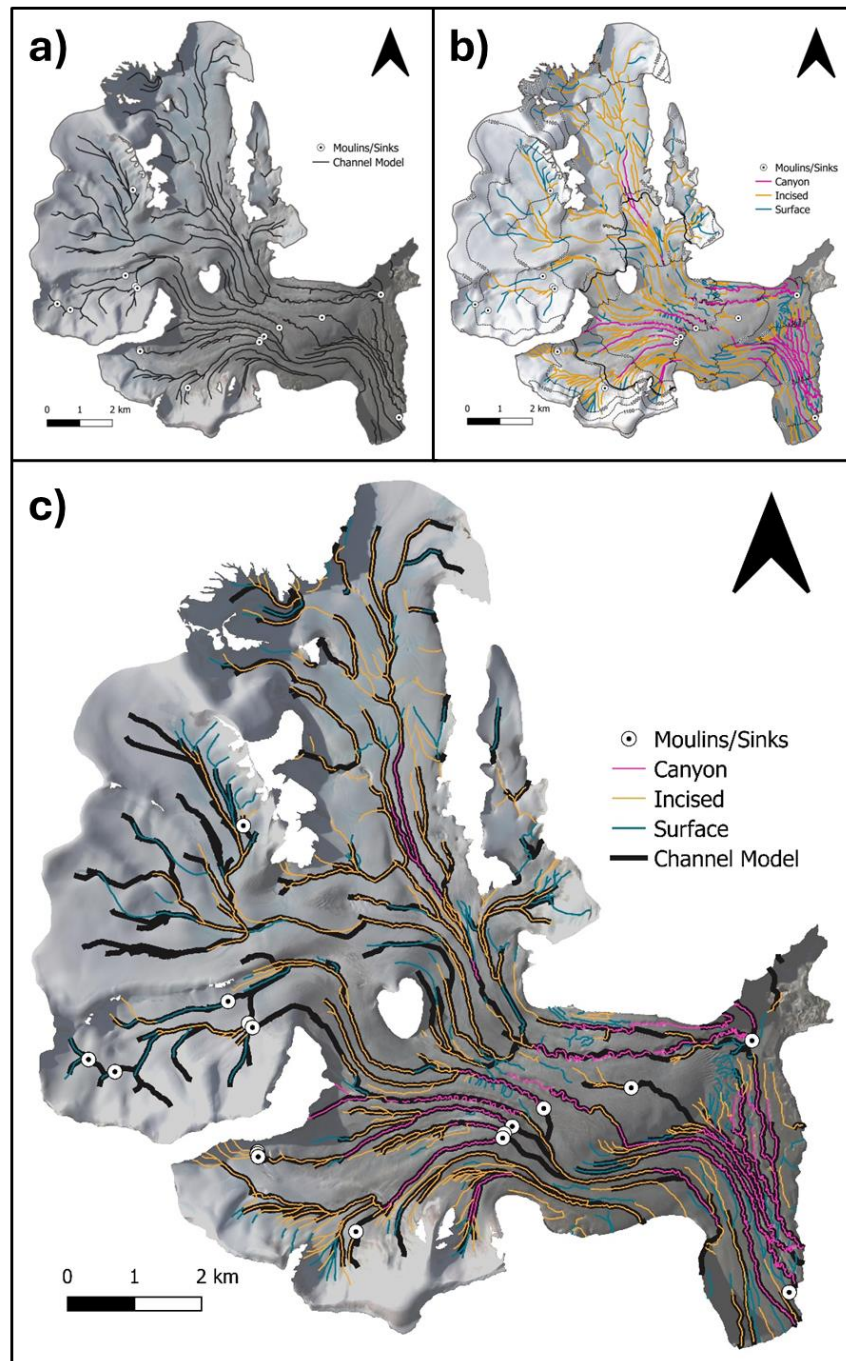 a)
Moulins/Sinks
Channel Model
0 1 2 km
b)
Moulins/Sinks
Canyon
Incised
Surface
0 1 2 km
c)
Moulins/Sinks
Canyon
Incised
Surface
Channel Model
0 1 2 km